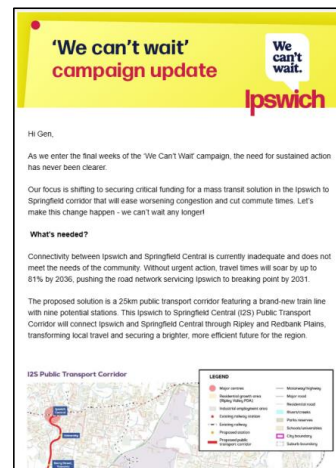 'We can't wait'
campaign update
We
can't
wait.
Ipswich
Hi Gen,
As we enter the final weeks of the 'We Can't Wait' campaign, the need for sustained action
has never been clearer.
Our focus is shifting to securing critical funding for a mass transit solution in the Ipswich to
Springfield corridor that will ease worsening congestion and cut commute times. Let's
make this change happen - we can't wait any longer!
What's needed?
Connectivity between Ipswich and Springfield Central is currently inadequate and does not
meet the needs of the community. Without urgent action, travel times will soar by up to
81% by 2036, pushing the road network servicing Ipswich to breaking point by 2031.
The proposed solution is a 25km public transport corridor featuring a brand-new train line
with nine potential stations. This Ipswich to Springfield Central (I2S) Public Transport
Corridor will connect Ipswich and Springfield Central through Ripley and Redbank Plains,
transforming local travel and securing a brighter, more efficient future for the region.
I2S Public Transport Corridor
LEGEND
Major centres
Residential growth area
(Ripley Valley PDA)
Industrial employment area
Existing railway station
Existing railway
Proposed station
Proposed public
transport corridor
Motorway/highway
Major road
Residential road
Rivers/creeks
Parks reserves
Schools/universities
City boundary
Suburb boundary